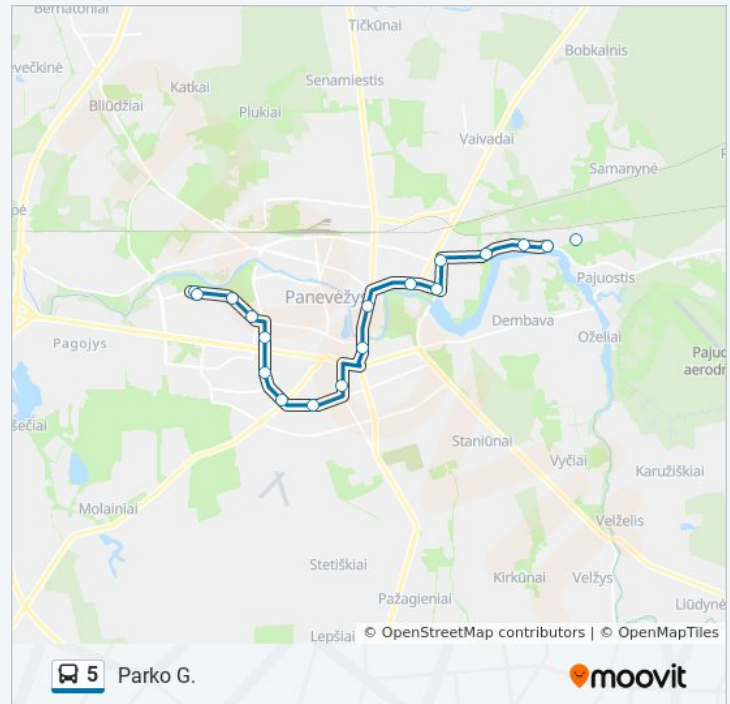 Bernatoniai
Tičkūnai
Bobkalnis
evečkinė
Katkai
Senamiestis
Bliūdžiai
Plukiai
Vaivadai
Samanynė
pė
Panevėžys
Pajuostis
Dembava
Oželiai
Pagojys
Pajuo
aerodr
šečiai
Staniūnai
Vyčiai
Karužiškiai
Molainiai
Velželis
Stetiškiai
Kirkūnai
Velžys
Pažagieniai
Liūdynė
Lepšiai
© OpenStreetMap contributors | © OpenMapTiles
5 Parko G.
moovit